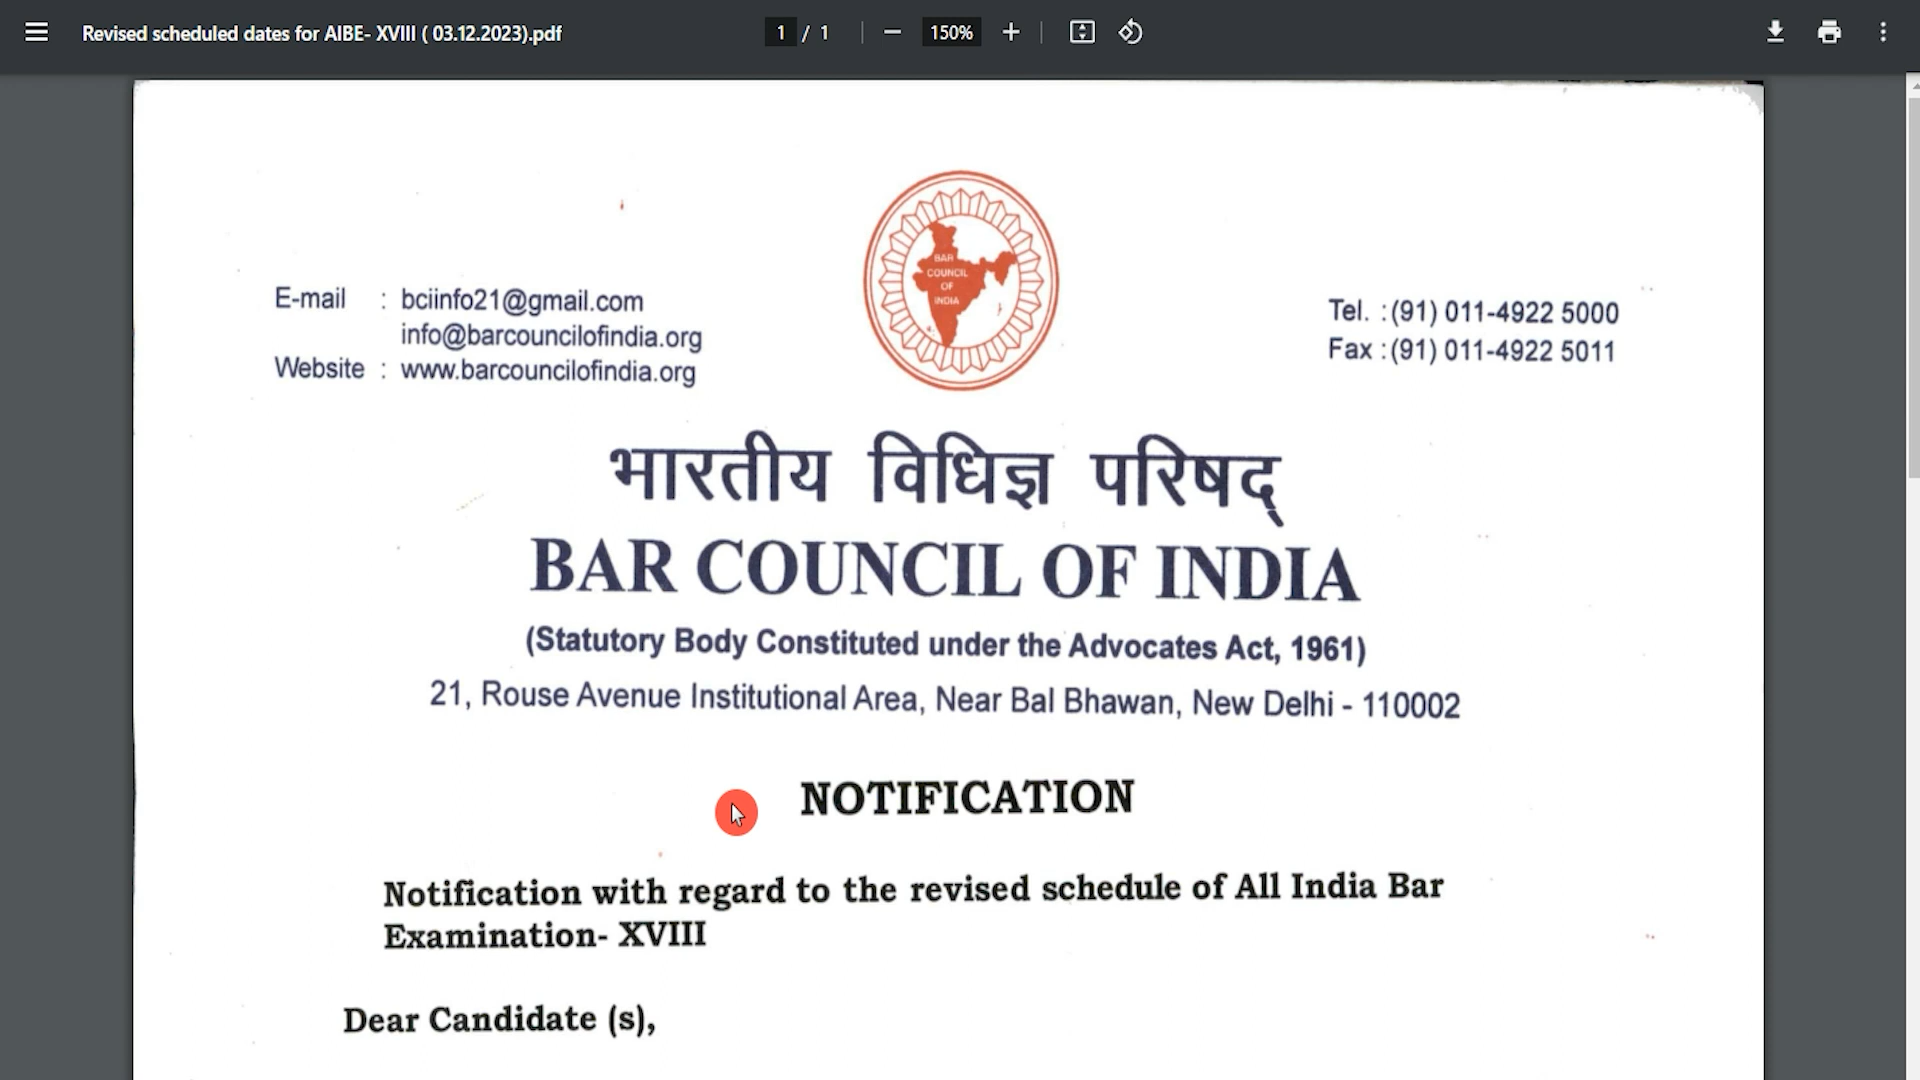 Revised scheduled dates for AIBE- XVIII ( 03.12.2023).pdf
1 / 1
150%
BAR
COUNCIL
OF
INDIA
E-mail : bciinfo21@gmail.com
info@barcouncilofindia.org
Website : www.barcouncilofindia.org
Tel. :(91) 011-4922 5000
Fax :(91) 011-4922 5011
भारतीय विधिज्ञ परिषद्
BAR COUNCIL OF INDIA
(Statutory Body Constituted under the Advocates Act, 1961)
21, Rouse Avenue Institutional Area, Near Bal Bhawan, New Delhi - 110002
NOTIFICATION
Notification with regard to the revised schedule of All India Bar
Examination- XVIII
Dear Candidate (s),